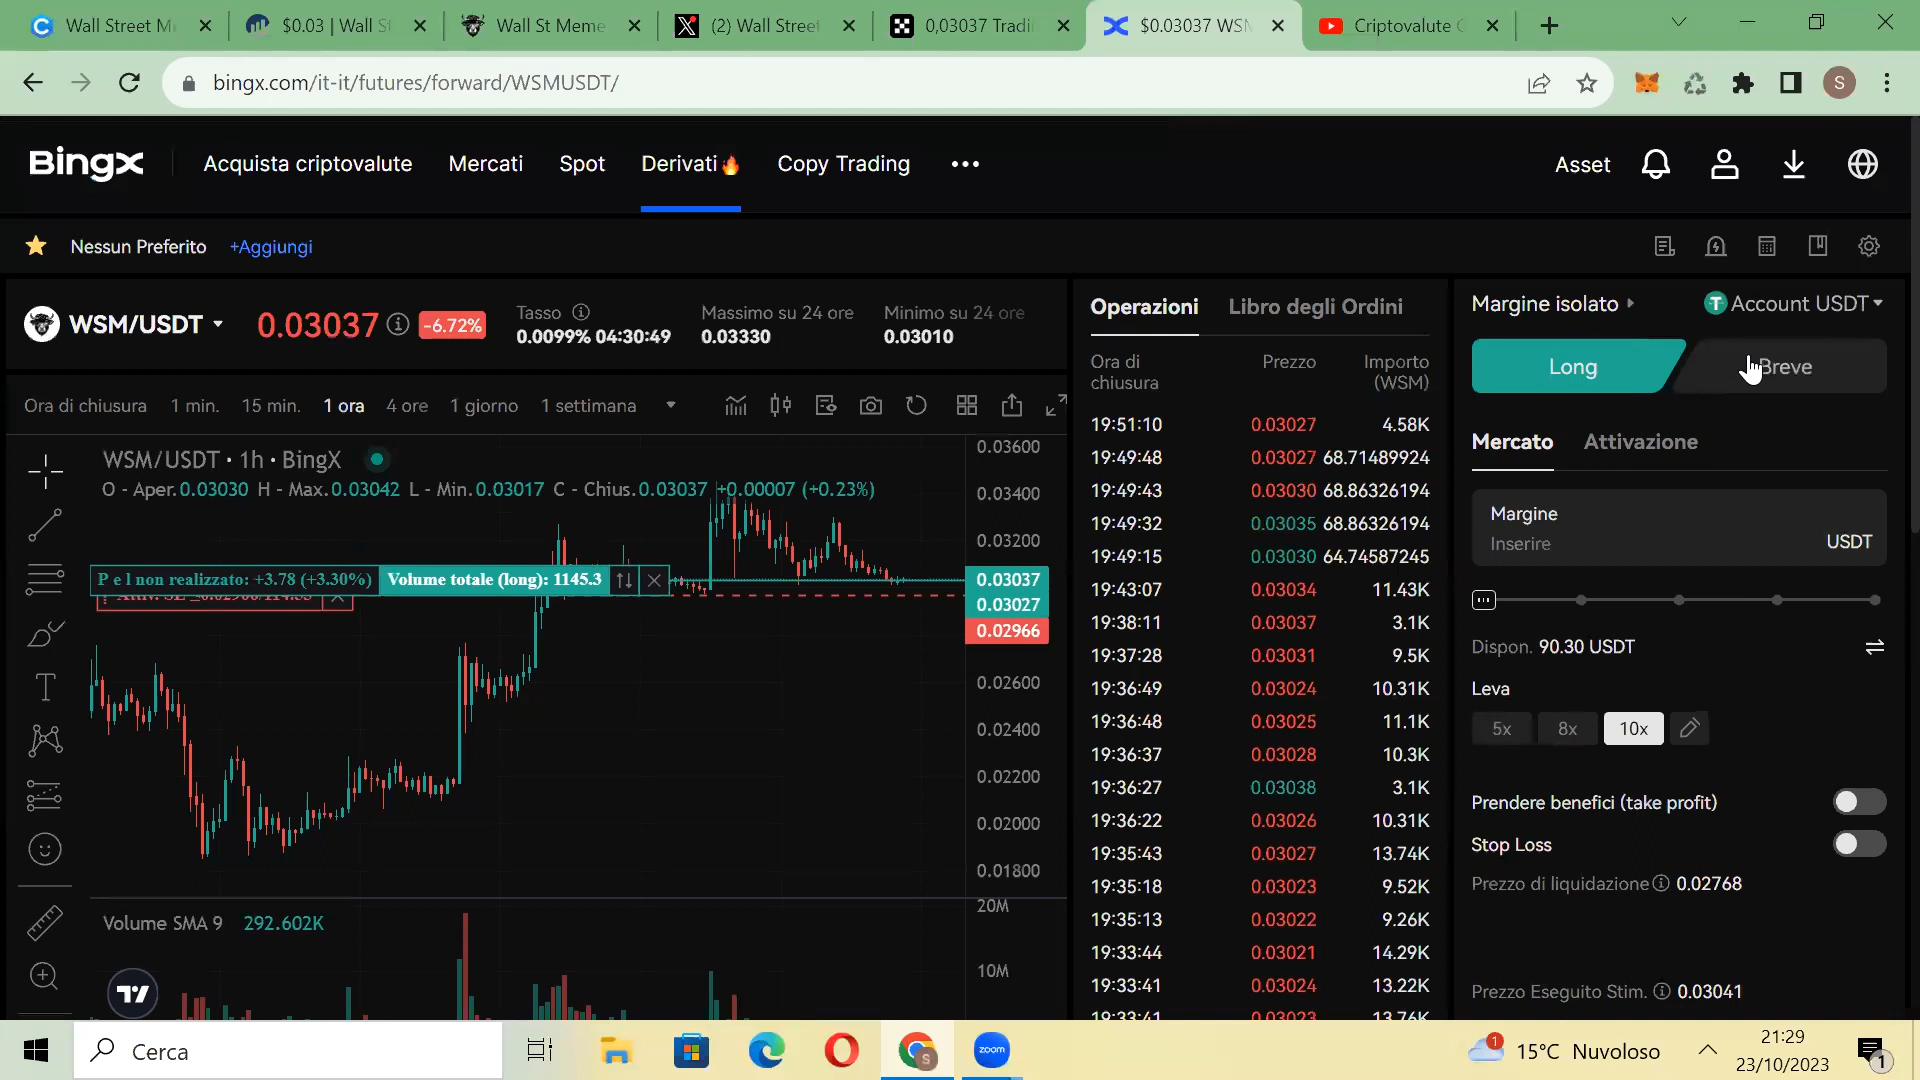 Wall Street M
$0.03 | Wall S
Wall St Meme
(2) Wall Street
0,03037 Tradi
$0.03037 WS
Criptovalute
bingx.com/it-it/futures/forward/WSMUSDT/
S
BingX
Acquista criptovalute
Mercati
Spot
Derivati
Copy Trading
Asset
Nessun Preferito
+Aggiungi
WSM/USDT
0.03037
-6.72%
Tasso
0.0099% 04:30:49
Massimo su 24 ore
0.03330
Minimo su 24 ore
0.03010
Ora di chiusura 1 min. 15 min. 1 ora 4 ore 1 giorno 1 settimana
WSM/USDT · 1h · BingX
O - Aper.0.03030 H - Max.0.03042 L - Min.0.03017 C - Chius.0.03037 +0.00007 (+0.23%)
P e l non realizzato: +3.78 (+3.30%) Volume totale (long): 1145.3
0.03600
0.03400
0.03200
0.03037
0.03027
0.02966
0.02600
0.02400
0.02200
0.02000
0.01800
Volume SMA 9 292.602K
20M
10M
Operazioni
Libro degli Ordini
Ora di chiusura Prezzo Importo (WSM)
19:51:10 0.03027 4.58K
19:49:48 0.03027 68.71489924
19:49:43 0.03030 68.86326194
19:49:32 0.03035 68.86326194
19:49:15 0.03030 64.74587245
19:43:07 0.03034 11.43K
19:38:11 0.03037 3.1K
19:37:28 0.03031 9.5K
19:36:49 0.03024 10.31K
19:36:48 0.03025 11.1K
19:36:37 0.03028 10.3K
19:36:27 0.03038 3.1K
19:36:22 0.03026 10.31K
19:35:43 0.03027 13.74K
19:35:18 0.03023 9.52K
19:35:13 0.03022 9.26K
19:33:44 0.03021 14.29K
19:33:41 0.03024 13.22K
19:33:41 0.03023 13.76K
Margine isolato
Account USDT
Long
Breve
Mercato
Attivazione
Margine
Inserire
USDT
Dispon. 90.30 USDT
Leva
5x
8x
10x
Prendere benefici (take profit)
Stop Loss
Prezzo di liquidazione 0.02768
Prezzo Eseguito Stim. 0.03041
Cerca
zoom
1
15°C Nuvoloso
21:29
23/10/2023
1